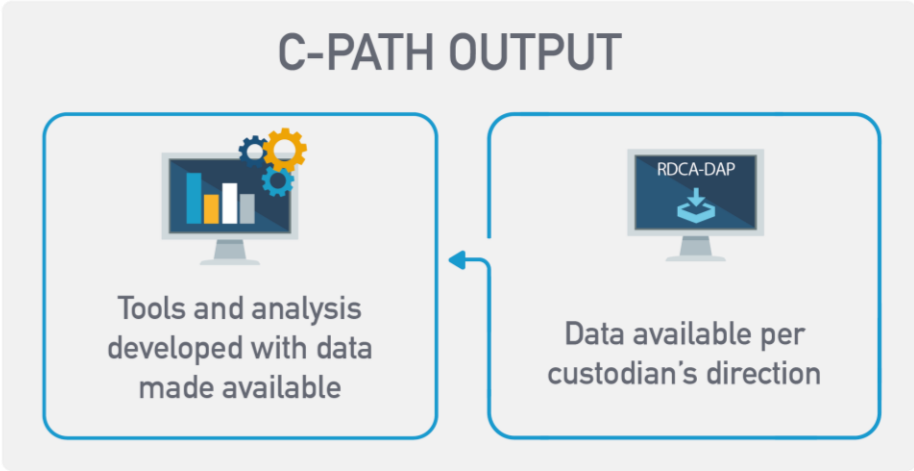 C-PATH OUTPUT
Tools and analysis
developed with data
made available
RDCA-DAP
Data available per
custodian's direction